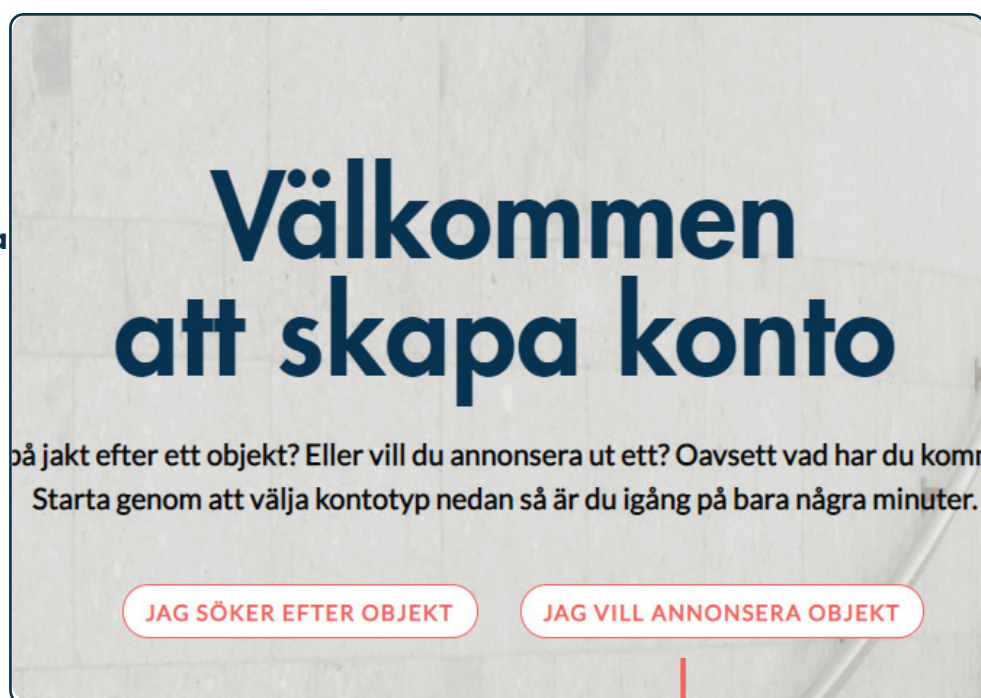 Välkommen
att skapa konto
på jakt efter ett objekt? Eller vill du annonsera ut ett? Oavsett vad har du
Starta genom att välja kontotyp nedan så är du igång på bara några minuter.
JAG SÖKER EFTER OBJEKT
JAG VILL ANNONSERA OBJEKT